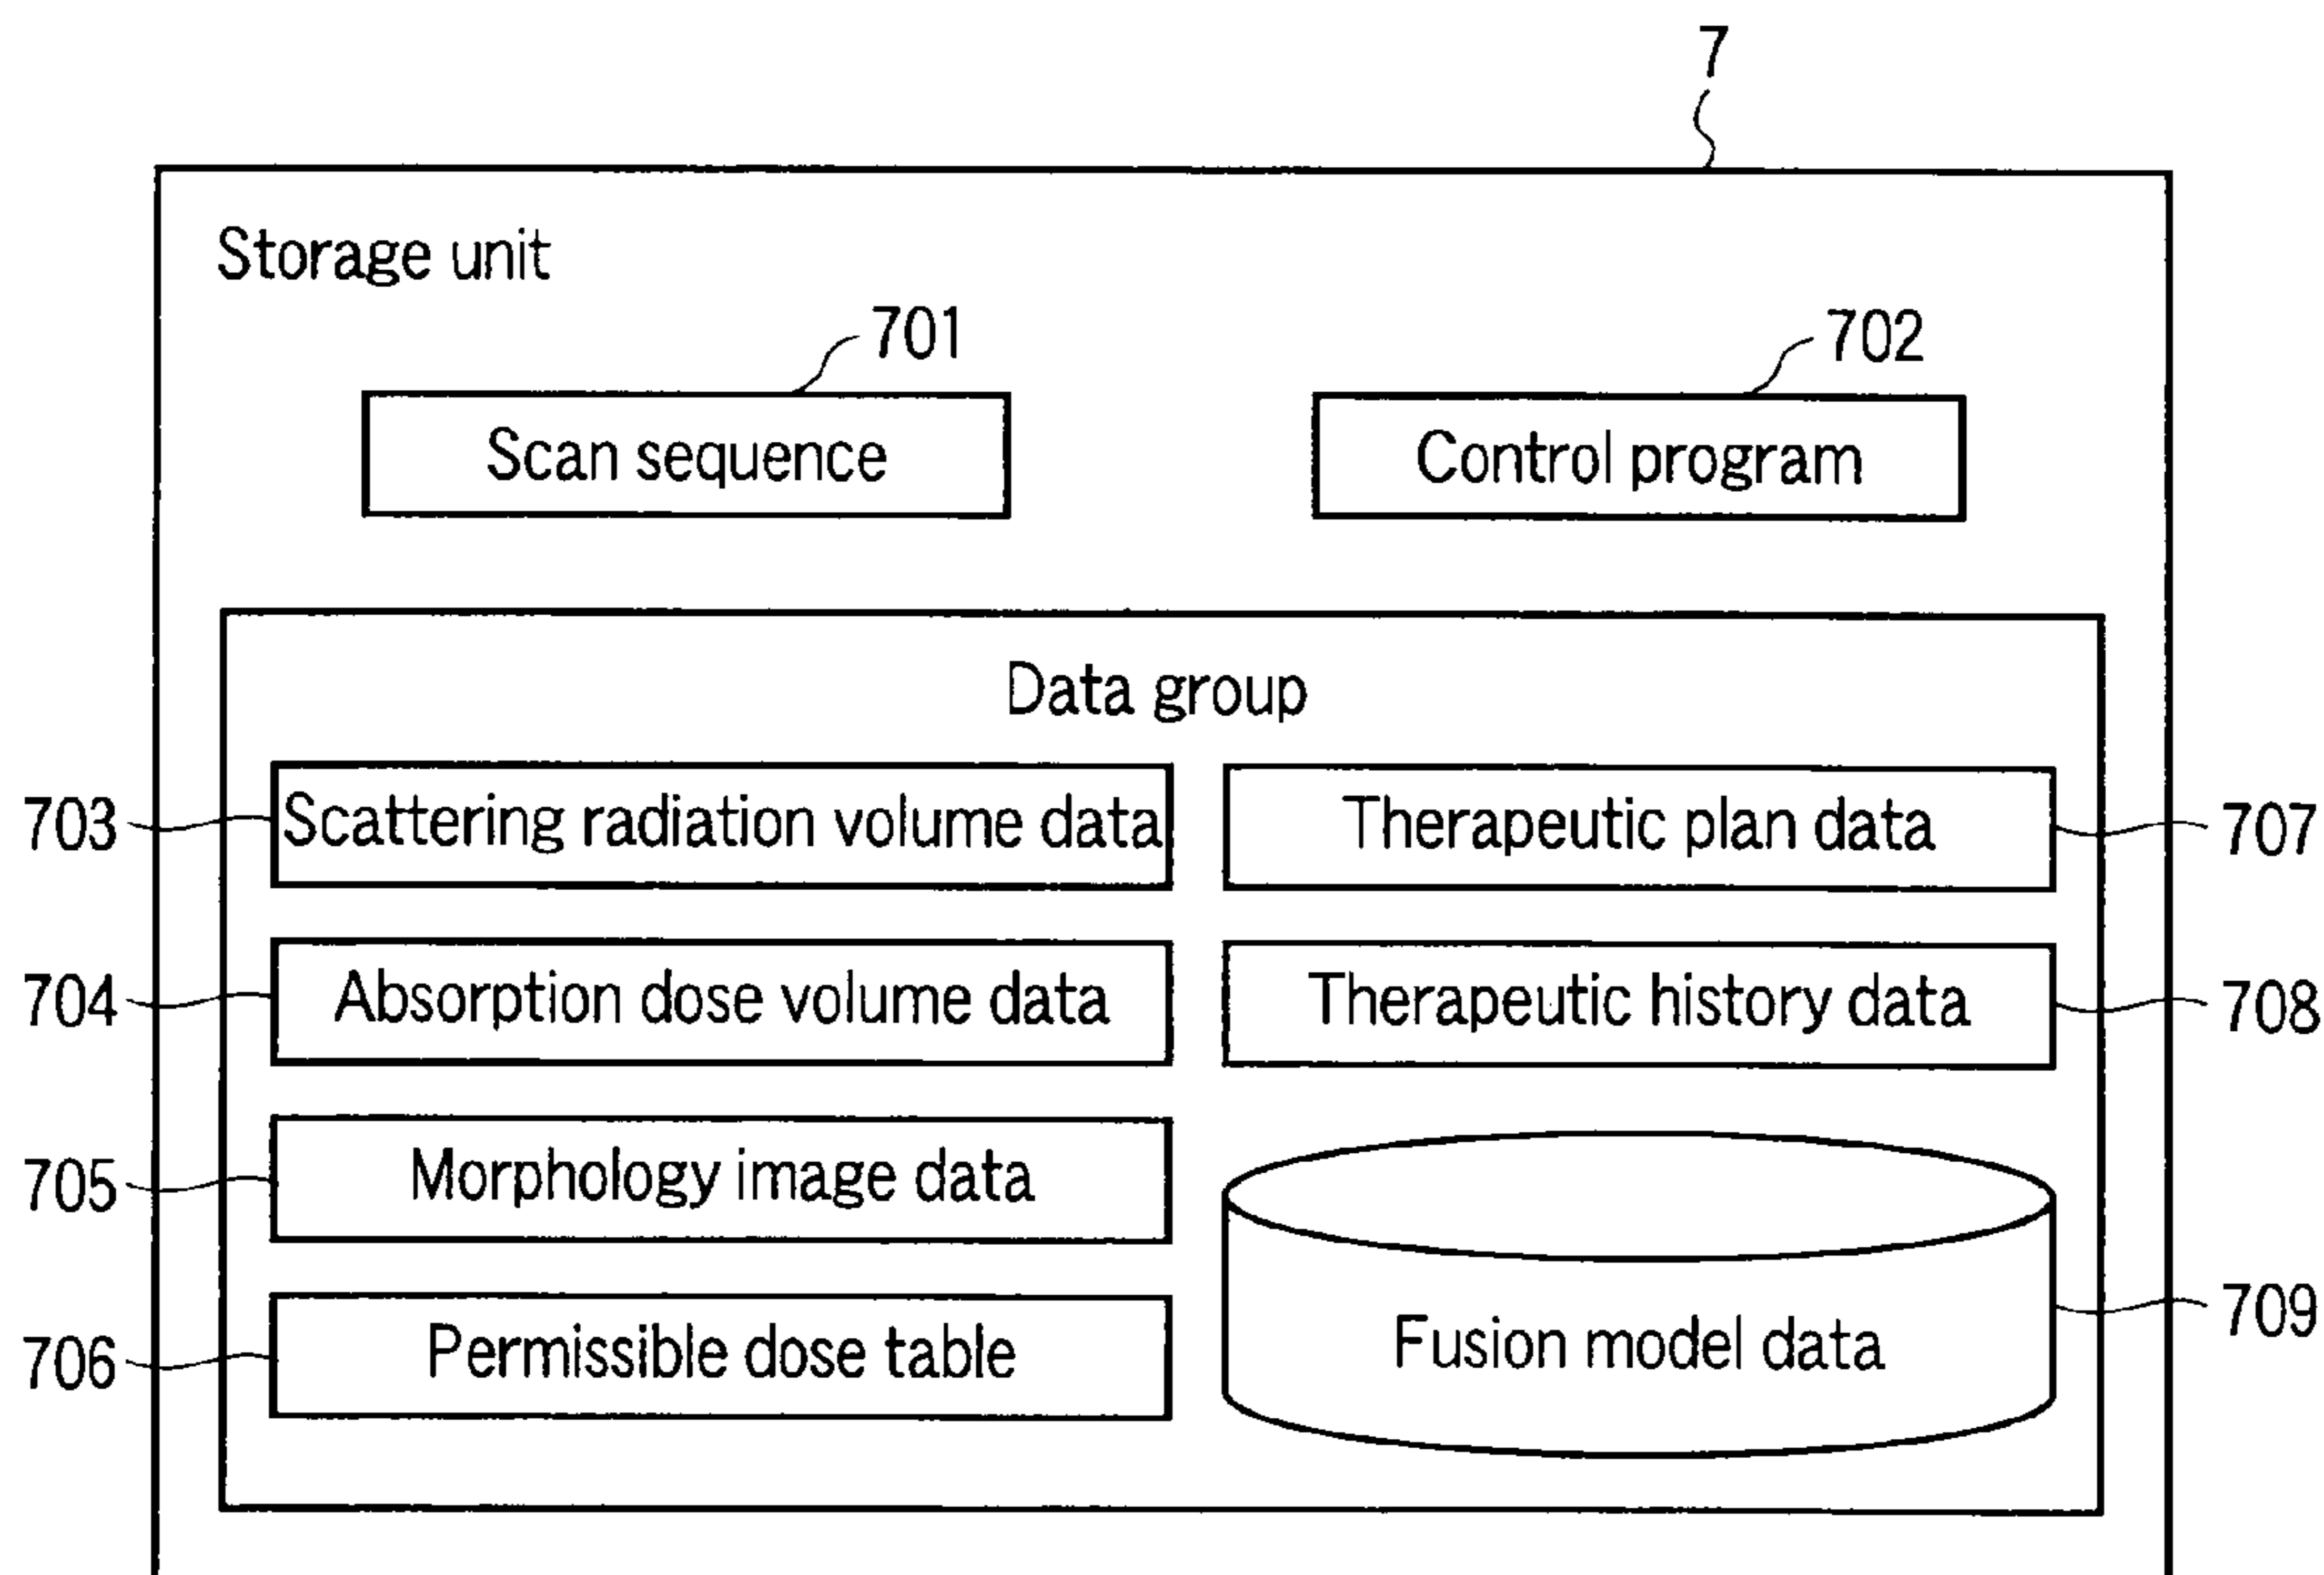 7
Storage unit
701
702
Scan sequence
Control program
Data group
703
Scattering radiation volume data
Therapeutic plan data
707
704
Absorption dose volume data
Therapeutic history data
708
705
Morphology image data
706
Permissible dose table
Fusion model data
709